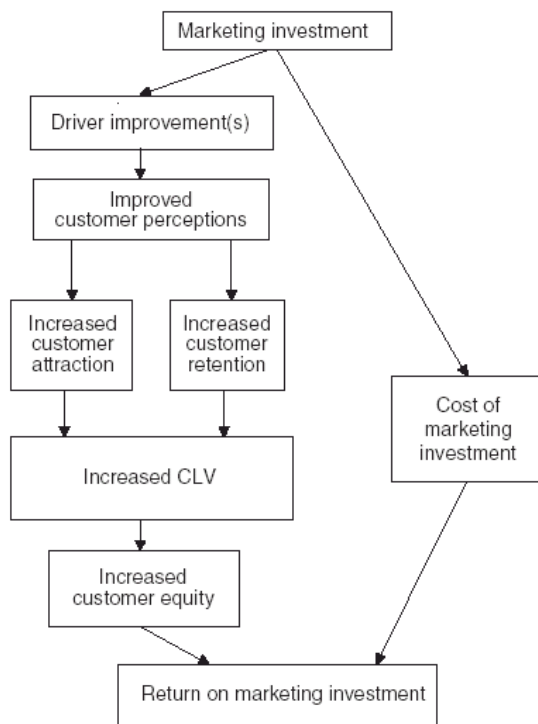 Marketing investment
Driver improvement(s)
Improved
customer perceptions
Increased
customer
attraction
Increased
customer
retention
Cost of
marketing
investment
Increased CLV
Increased
customer equity
Return on marketing investment